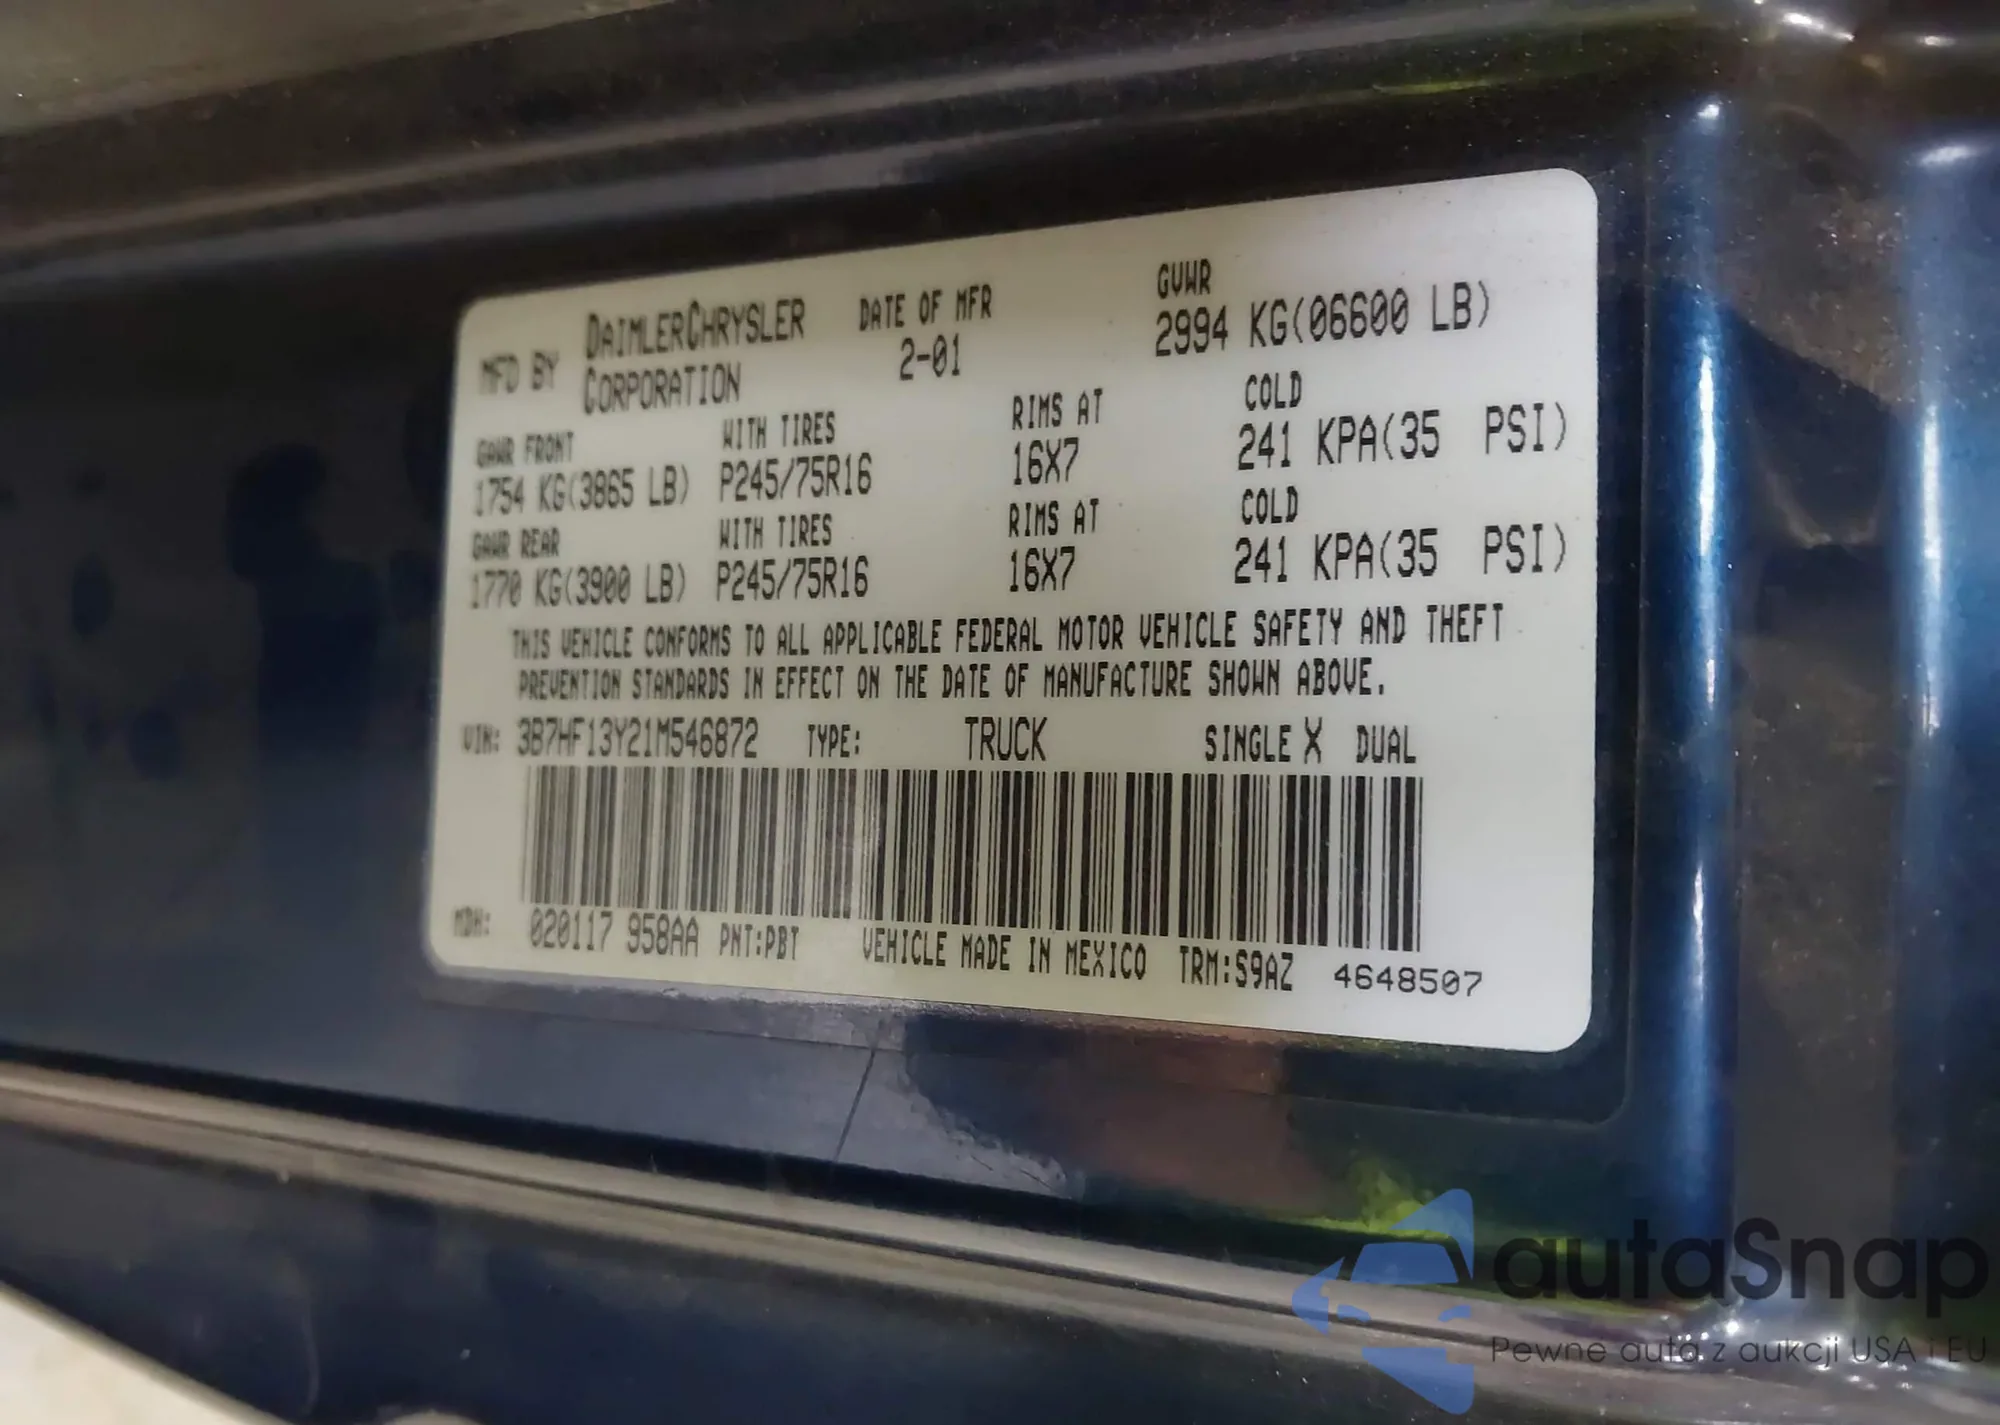 MFD BY DAIMLERCHRYSLER CORPORATION DATE OF MFR 2-01 GVWR 2994 KG(06600 LB)
GAWR FRONT WITH TIRES RIMS AT COLD
1754 KG(3865 LB) P245/75R16 16X7 241 KPA(35 PSI)
GAWR REAR WITH TIRES RIMS AT COLD
1770 KG(3900 LB) P245/75R16 16X7 241 KPA(35 PSI)
THIS VEHICLE CONFORMS TO ALL APPLICABLE FEDERAL MOTOR VEHICLE SAFETY AND THEFT
PREVENTION STANDARDS IN EFFECT ON THE DATE OF MANUFACTURE SHOWN ABOVE.
VIN: 3B7HF13Y21M546872 TYPE: TRUCK SINGLE X DUAL
MDH: 020117 958AA PNT:PBT VEHICLE MADE IN MEXICO TRM:S9AZ 4648507
autaSnap
Pewne auta z aukcji USA i EU